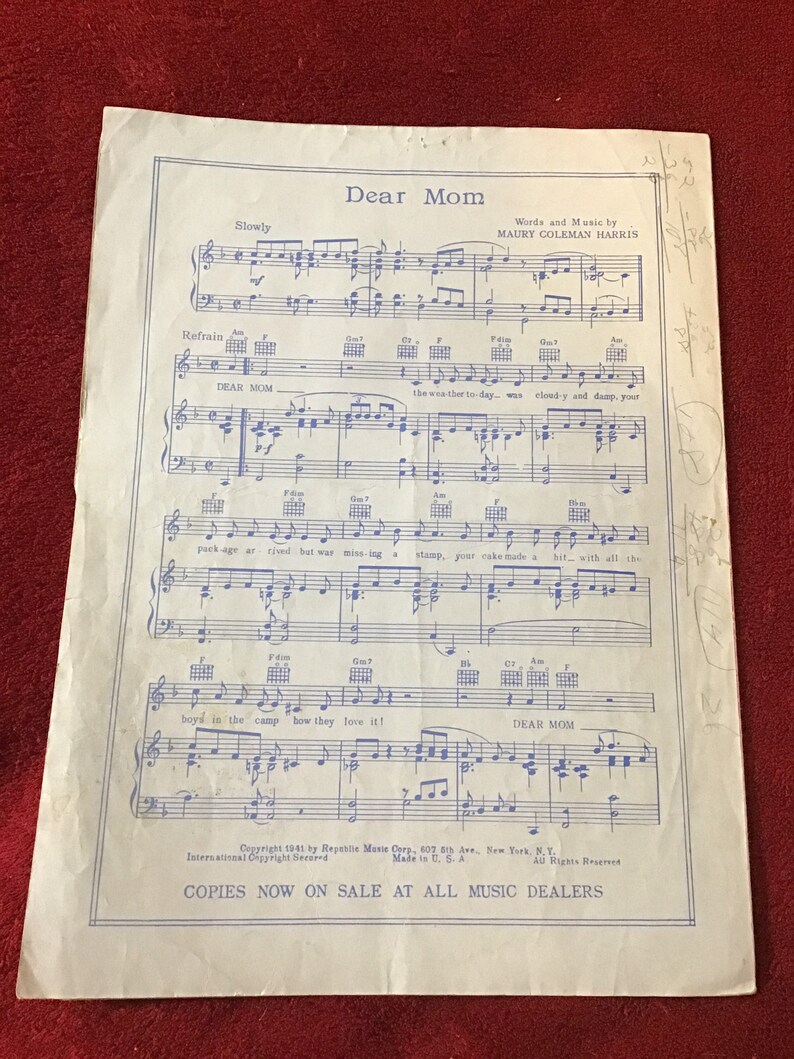 Dear Mom
Slowly
Words and Music by
MAURY COLEMAN HARRIS
mf
Refrain Am F Gm7 C7 F Fdim Gm7 Am
DEAR MOM the wea-ther to-day_ was cloud-y and damp, your
3
p-f
F Fdim Gm7 Am F Bbm
pack-age ar-rived but was miss-ing a stamp, your cake made a hit_ with all the
F Fdim Gm7 Bb C7 Am F
boys in the camp how they love it! DEAR MOM
Copyright 1941 by Republic Music Corp., 607 5th Ave., New York, N.Y.
International Copyright Secured Made in U. S. A All Rights Reserved
COPIES NOW ON SALE AT ALL MUSIC DEALERS